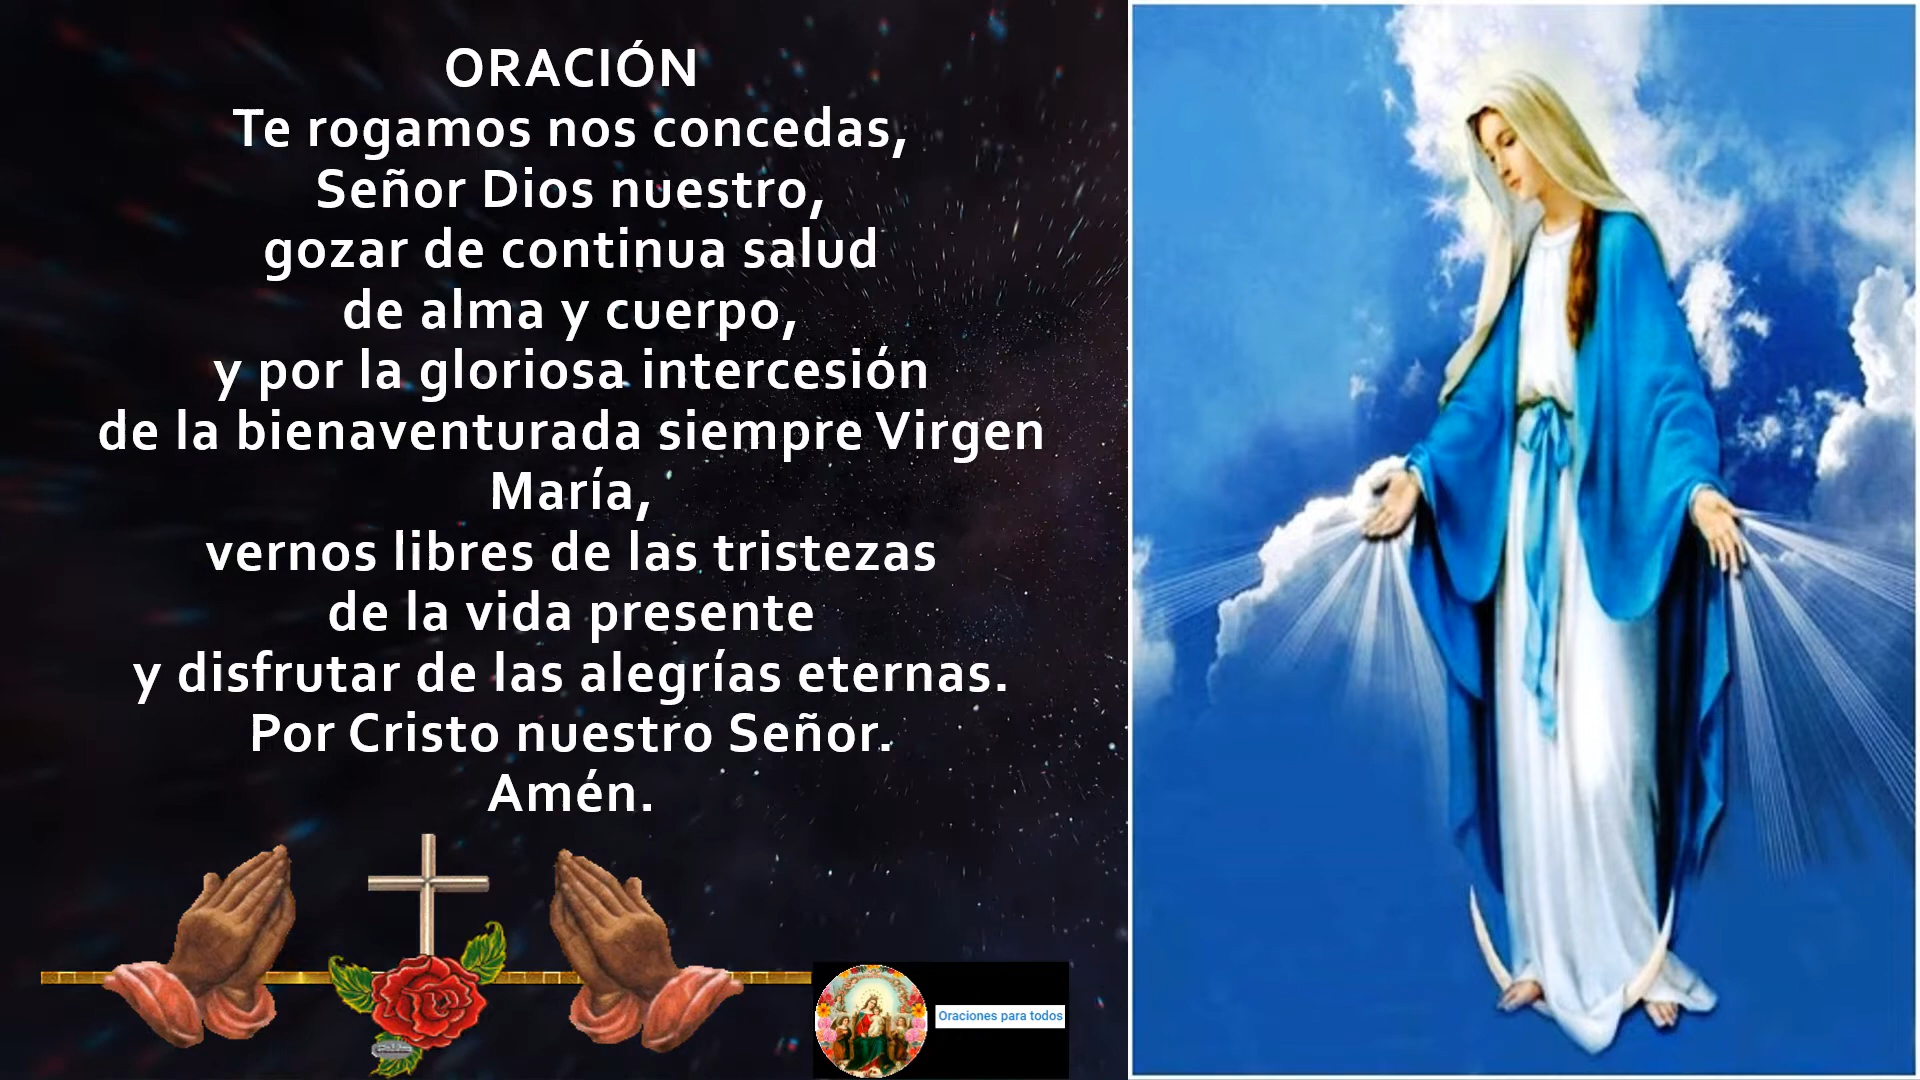 ORACIÓN
Te rogamos nos concedas,
Señor Dios nuestro,
gozar de continua salud
de alma y cuerpo,
y por la gloriosa intercesión
de la bienaventurada siempre Virgen
María,
vernos libres de las tristezas
de la vida presente
y disfrutar de las alegrías eternas.
Por Cristo nuestro Señor.
Amén.
Oraciones para todos